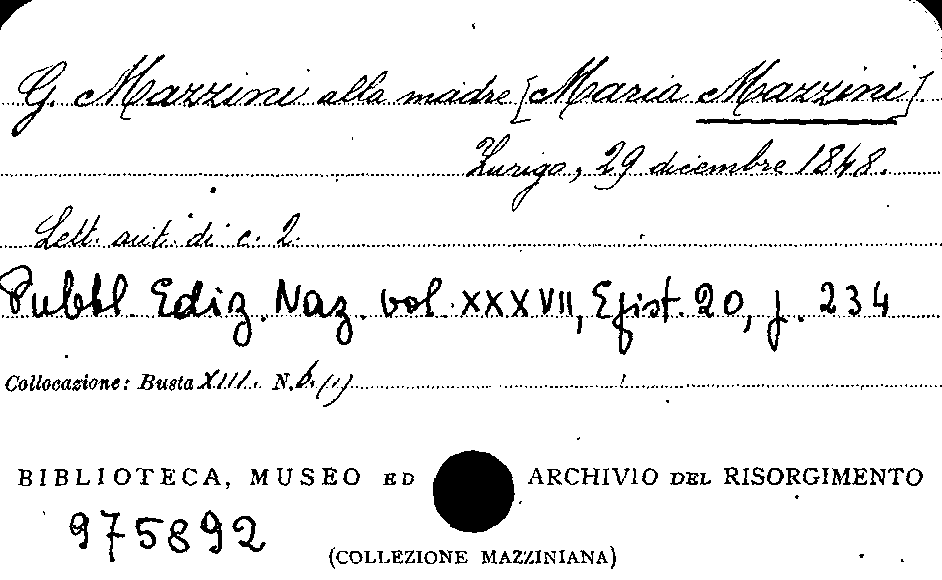 G. Mazzini alla madre [Maria Mazzini].
Zurigo, 29 dicembre 1848.
Lett. aut. di c. 2.
Pubbl. Ediz. Naz. vol. XXXVII, Epist. 20, p. 234
Collocazione: Busta XIII. N. 6. (1)
BIBLIOTECA, MUSEO ED ARCHIVIO DEL RISORGIMENTO
975892
(COLLEZIONE MAZZINIANA)